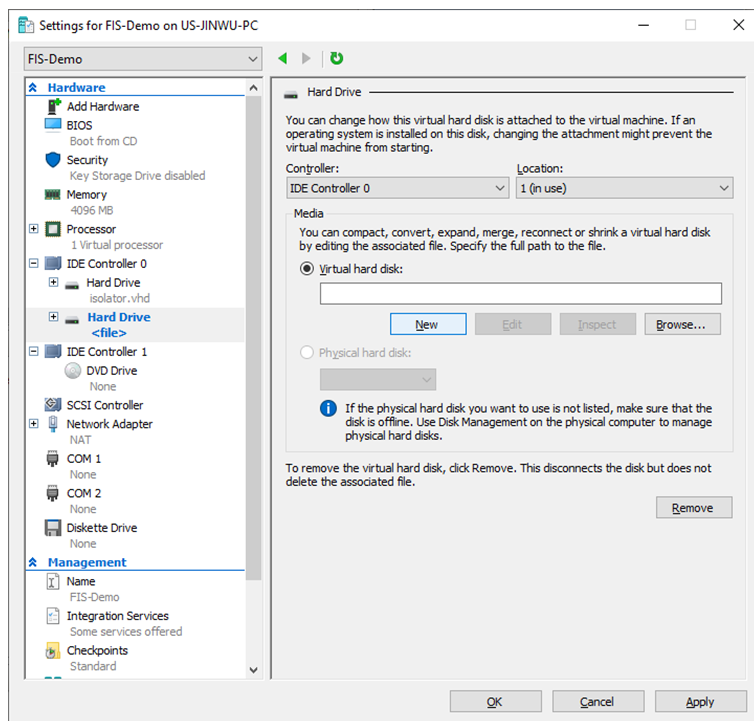 Settings for FIS-Demo on US-JINWU-PC
FIS-Demo
Hardware
Add Hardware
BIOS
Boot from CD
Security
Key Storage Drive disabled
Memory
4096 MB
Processor
1 Virtual processor
IDE Controller 0
Hard Drive
isolator.vhd
Hard Drive
<file>
IDE Controller 1
DVD Drive
None
SCSI Controller
Network Adapter
NAT
COM 1
None
COM 2
None
Diskette Drive
None
Management
Name
FIS-Demo
Integration Services
Some services offered
Checkpoints
Standard
Hard Drive
You can change how this virtual hard disk is attached to the virtual machine. If an
operating system is installed on this disk, changing the attachment might prevent the
virtual machine from starting.
Controller:
Location:
IDE Controller 0
1 (in use)
Media
You can compact, convert, expand, merge, reconnect or shrink a virtual hard disk
by editing the associated file. Specify the full path to the file.
Virtual hard disk:
New
Edit
Inspect
Browse...
Physical hard disk:
If the physical hard disk you want to use is not listed, make sure that the
disk is offline. Use Disk Management on the physical computer to manage
physical hard disks.
To remove the virtual hard disk, click Remove. This disconnects the disk but does not
delete the associated file.
Remove
OK
Cancel
Apply